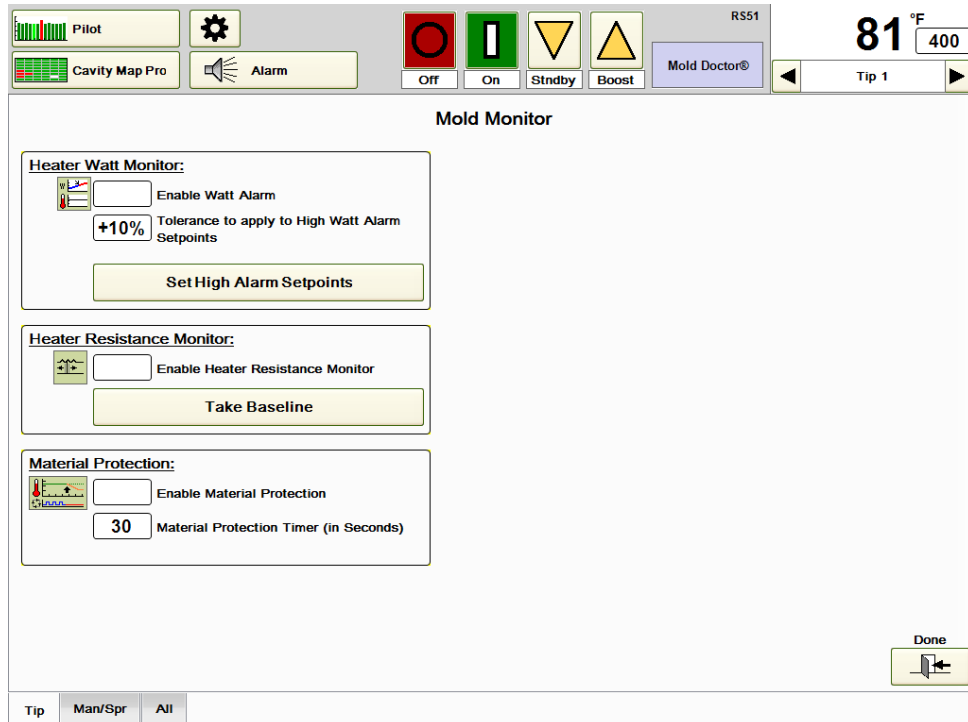 Pilot
Cavity Map Pro
Alarm
Off
On
Stndby
Boost
RS51
Mold Doctor®
81 °F
400
Tip 1
Mold Monitor
Heater Watt Monitor:
W
Enable Watt Alarm
+10%
Tolerance to apply to High Watt Alarm
Setpoints
Set High Alarm Setpoints
Heater Resistance Monitor:
Enable Heater Resistance Monitor
Take Baseline
Material Protection:
Enable Material Protection
30
Material Protection Timer (in Seconds)
Done
Tip
Man/Spr
All